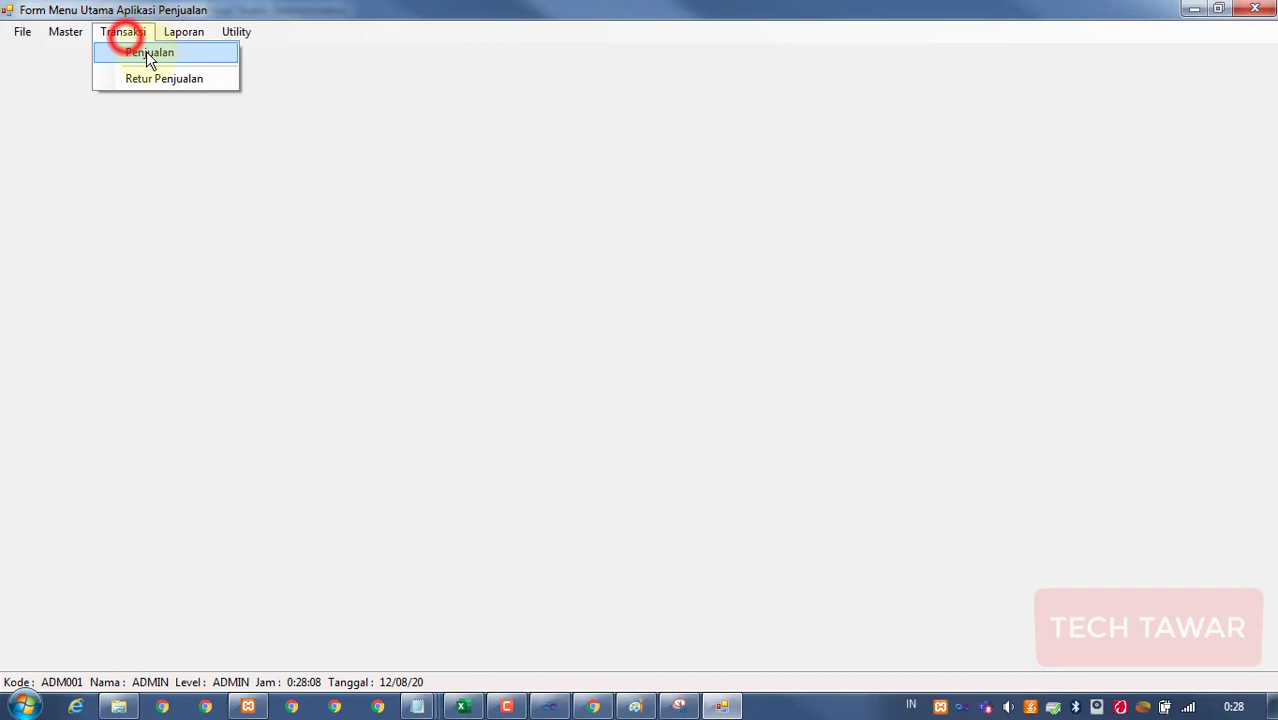 Form Menu Utama Aplikasi Penjualan
File Master Transaksi Laporan Utility
Penjualan
Retur Penjualan
TECH TAWAR
Kode : ADM001 Nama : ADMIN Level : ADMIN Jam : 0:28:08 Tanggal : 12/08/20
IN 0:28